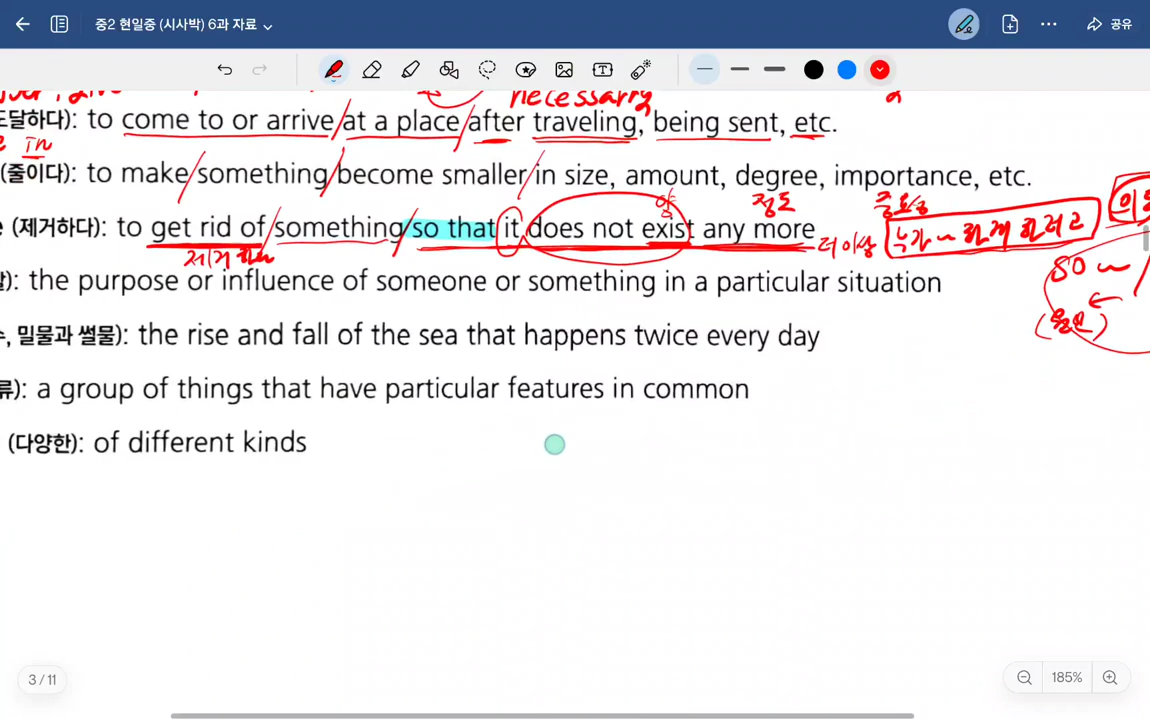 중2 현일중 (시사박) 6과 자료
공유
necessary
도달하다): to come to or arrive/at a place/after traveling, being sent, etc.
in
(줄이다): to make/something/become smaller/in size, amount, degree, importance, etc.
정도
중요성
e (제거하다): to get rid of/something/so that it does not exist any more
제거하다
더 이상
누가~하게 하려고
so ~
): the purpose or influence of someone or something in a particular situation
수, 밀물과 썰물): the rise and fall of the sea that happens twice every day
류): a group of things that have particular features in common
(다양한): of different kinds
3 / 11
185%